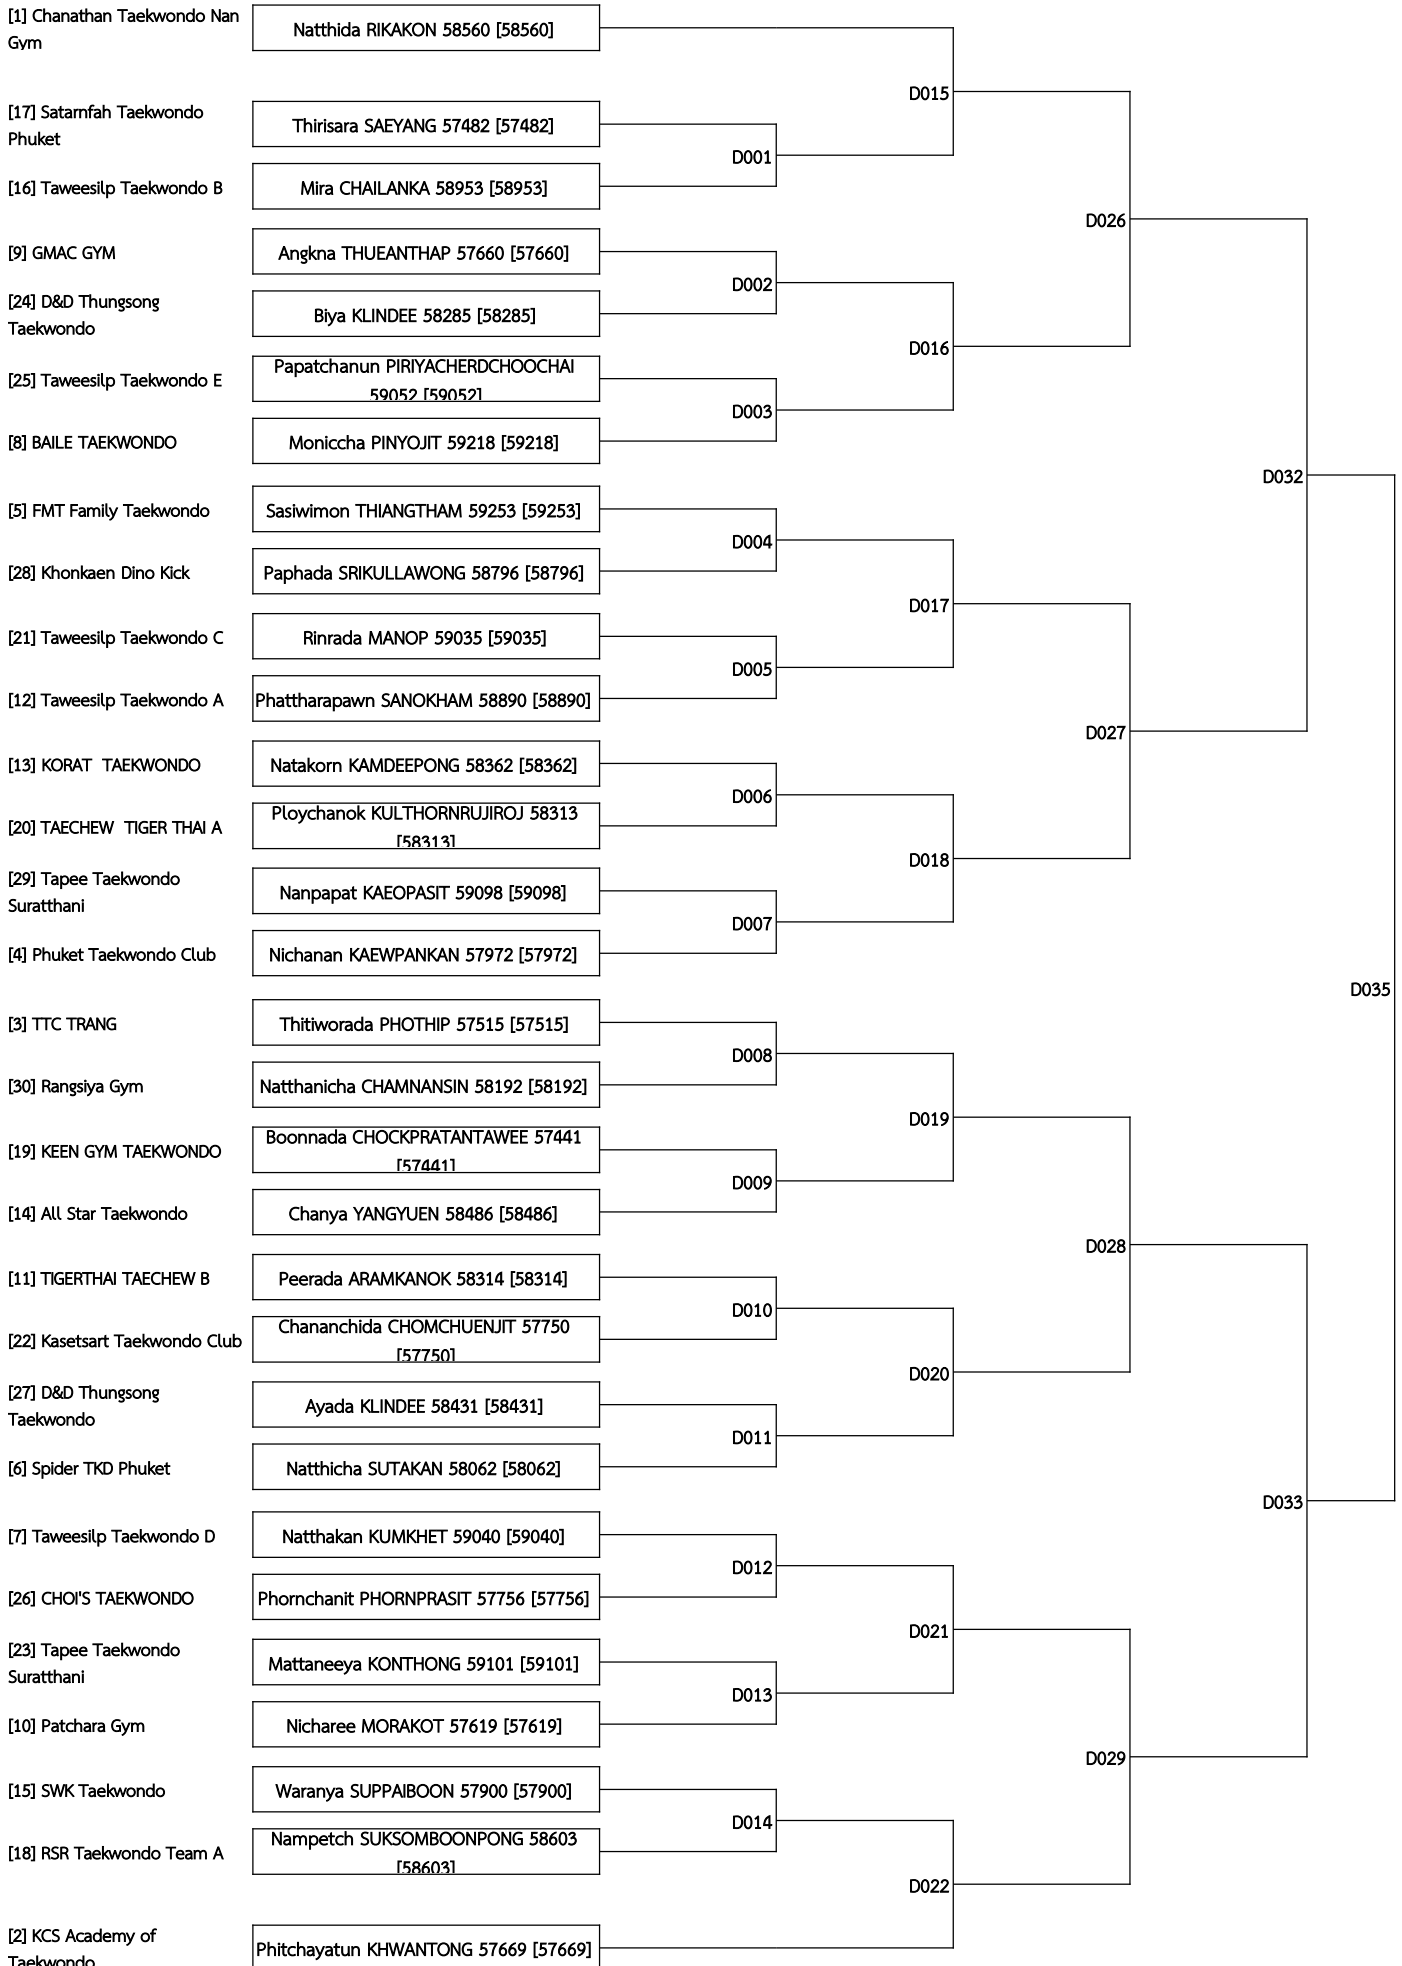 [1] Chanathan Taekwondo Nan
Gym
Natthida RIKAKON 58560 [58560]
D015
[17] Satarnfah Taekwondo
Phuket
Thirisara SAEYANG 57482 [57482]
D001
[16] Taweesilp Taekwondo B
Mira CHAILANKA 58953 [58953]
D026
[9] GMAC GYM
Angkna THUEANTHAP 57660 [57660]
D002
[24] D&D Thungsong
Taekwondo
Biya KLINDEE 58285 [58285]
D016
[25] Taweesilp Taekwondo E
Papatchanun PIRIYACHERDCHOOCHAI
59052 [59052]
D003
[8] BAILE TAEKWONDO
Moniccha PINYOJIT 59218 [59218]
D032
[5] FMT Family Taekwondo
Sasiwimon THIANGTHAM 59253 [59253]
D004
[28] Khonkaen Dino Kick
Paphada SRIKULLAWONG 58796 [58796]
D017
[21] Taweesilp Taekwondo C
Rinrada MANOP 59035 [59035]
D005
[12] Taweesilp Taekwondo A
Phattharapawn SANOKHAM 58890 [58890]
D027
[13] KORAT  TAEKWONDO
Natakorn KAMDEEPONG 58362 [58362]
D006
[20] TAECHEW  TIGER THAI A
Ploychanok KULTHORNRUJIROJ 58313
[58313]
D018
[29] Tapee Taekwondo
Suratthani
Nanpapat KAEOPASIT 59098 [59098]
D007
[4] Phuket Taekwondo Club
Nichanan KAEWPANKAN 57972 [57972]
D035
[3] TTC TRANG
Thitiworada PHOTHIP 57515 [57515]
D008
[30] Rangsiya Gym
Natthanicha CHAMNANSIN 58192 [58192]
D019
[19] KEEN GYM TAEKWONDO
Boonnada CHOCKPRATANTAWEE 57441
[57441]
D009
[14] All Star Taekwondo
Chanya YANGYUEN 58486 [58486]
D028
[11] TIGERTHAI TAECHEW B
Peerada ARAMKANOK 58314 [58314]
D010
[22] Kasetsart Taekwondo Club
Chananchida CHOMCHUENJIT 57750
[57750]
D020
[27] D&D Thungsong
Taekwondo
Ayada KLINDEE 58431 [58431]
D011
[6] Spider TKD Phuket
Natthicha SUTAKAN 58062 [58062]
D033
[7] Taweesilp Taekwondo D
Natthakan KUMKHET 59040 [59040]
D012
[26] CHOI'S TAEKWONDO
Phornchanit PHORNPRASIT 57756 [57756]
D021
[23] Tapee Taekwondo
Suratthani
Mattaneeya KONTHONG 59101 [59101]
D013
[10] Patchara Gym
Nicharee MORAKOT 57619 [57619]
D029
[15] SWK Taekwondo
Waranya SUPPAIBOON 57900 [57900]
D014
[18] RSR Taekwondo Team A
Nampetch SUKSOMBOONPONG 58603
[58603]
D022
[2] KCS Academy of
Taekwondo
Phitchayatun KHWANTONG 57669 [57669]